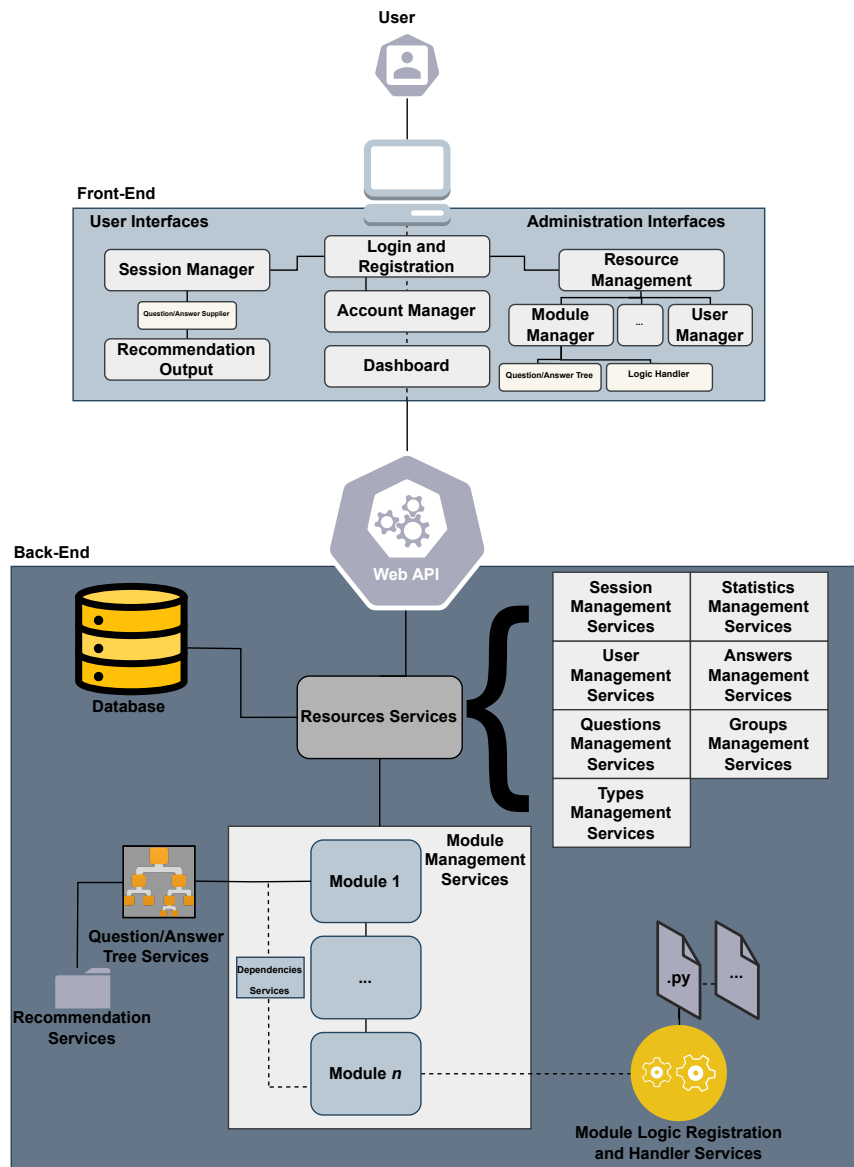 User
Front-End
User Interfaces
Administration Interfaces
Login and
Registration
Session Manager
Resource
Management
Question/Answer Supplier
Account Manager
Module
Manager
...
User
Manager
Recommendation
Output
Dashboard
Question/Answer Tree
Logic Handler
Web API
Back-End
Database
Resources Services
{
Session
Management
Services
Statistics
Management
Services
User
Management
Services
Answers
Management
Services
Questions
Management
Services
Groups
Management
Services
Types
Management
Services
Module
Management
Services
Module 1
Question/Answer
Tree Services
Dependencies
Services
...
Recommendation
Services
Module n
.py
...
Module Logic Registration
and Handler Services